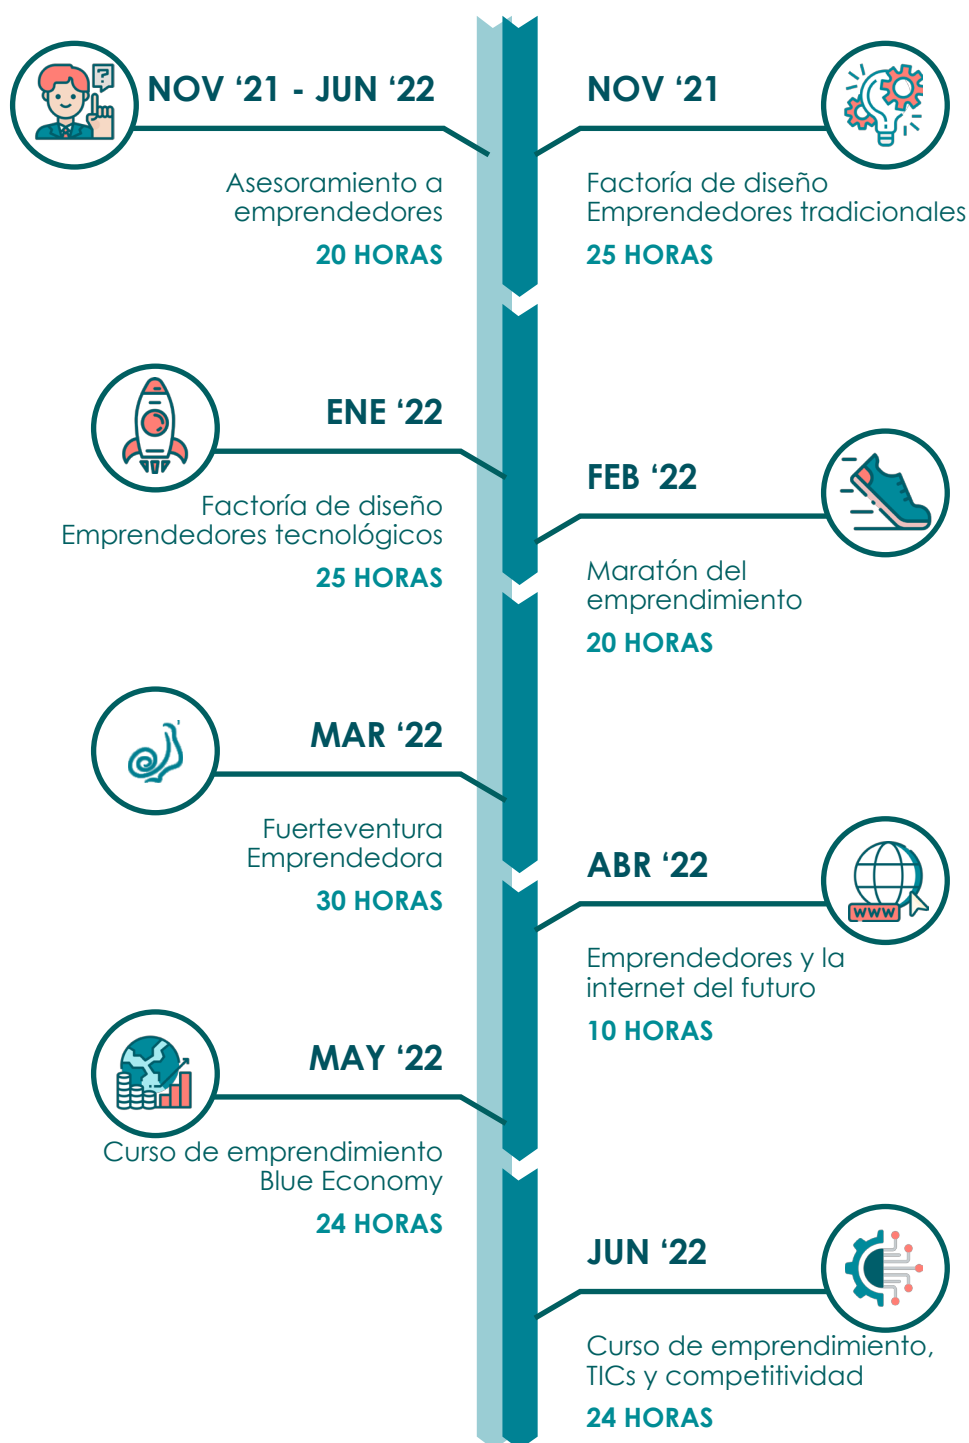 NOV ‘21 - JUN ‘22
Asesoramiento a
emprendedores
20 HORAS
NOV ‘21
Factoría de diseño
Emprendedores tradicionales
25 HORAS
ENE ‘22
Factoría de diseño
Emprendedores tecnológicos
25 HORAS
FEB ‘22
Maratón del
emprendimiento
20 HORAS
MAR ‘22
Fuerteventura
Emprendedora
30 HORAS
ABR ‘22
WWW
Emprendedores y la
internet del futuro
10 HORAS
MAY ‘22
Curso de emprendimiento
Blue Economy
24 HORAS
JUN ‘22
Curso de emprendimiento,
TICs y competitividad
24 HORAS